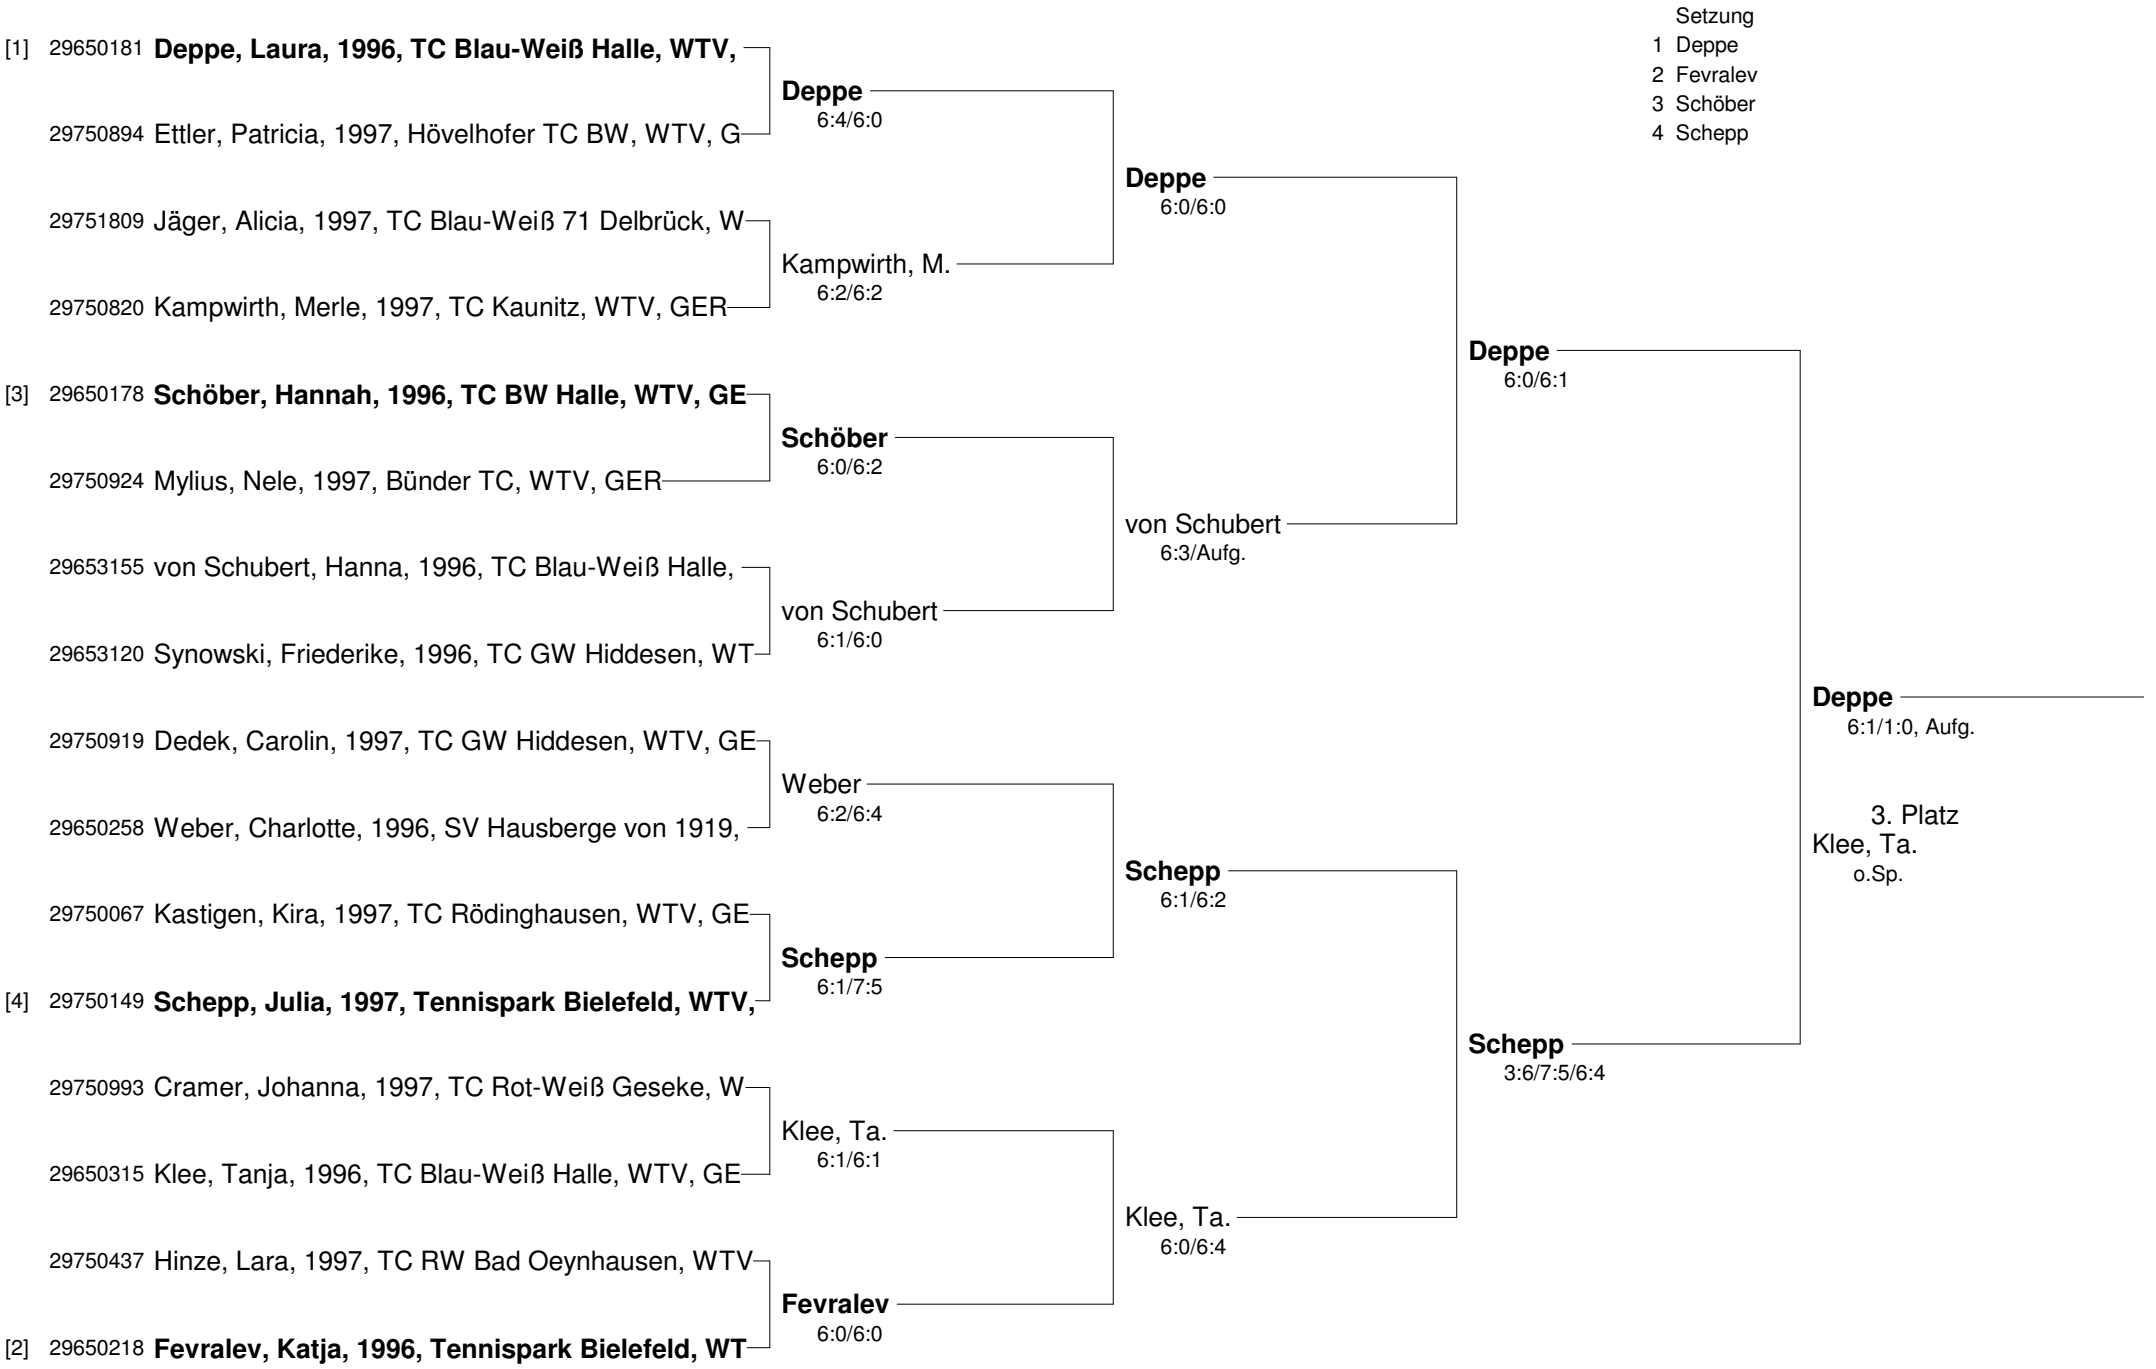 Setzung
1 Deppe
2 Fevralev
3 Schöber
4 Schepp
[1] 29650181 Deppe, Laura, 1996, TC Blau-Weiß Halle, WTV,
Deppe
6:4/6:0
29750894 Ettler, Patricia, 1997, Hövelhofer TC BW, WTV, G
Deppe
6:0/6:0
29751809 Jäger, Alicia, 1997, TC Blau-Weiß 71 Delbrück, W
Kampwirth, M.
6:2/6:2
29750820 Kampwirth, Merle, 1997, TC Kaunitz, WTV, GER
Deppe
6:0/6:1
[3] 29650178 Schöber, Hannah, 1996, TC BW Halle, WTV, GE
Schöber
6:0/6:2
29750924 Mylius, Nele, 1997, Bünder TC, WTV, GER
von Schubert
6:3/Aufg.
29653155 von Schubert, Hanna, 1996, TC Blau-Weiß Halle,
von Schubert
6:1/6:0
29653120 Synowski, Friederike, 1996, TC GW Hiddesen, WT
Deppe
6:1/1:0, Aufg.
29750919 Dedek, Carolin, 1997, TC GW Hiddesen, WTV, GE
Weber
6:2/6:4
3. Platz
Klee, Ta.
o.Sp.
29650258 Weber, Charlotte, 1996, SV Hausberge von 1919,
Schepp
6:1/6:2
29750067 Kastigen, Kira, 1997, TC Rödinghausen, WTV, GE
Schepp
6:1/7:5
[4] 29750149 Schepp, Julia, 1997, Tennispark Bielefeld, WTV,
Schepp
3:6/7:5/6:4
29750993 Cramer, Johanna, 1997, TC Rot-Weiß Geseke, W
Klee, Ta.
6:1/6:1
29650315 Klee, Tanja, 1996, TC Blau-Weiß Halle, WTV, GE
Klee, Ta.
6:0/6:4
29750437 Hinze, Lara, 1997, TC RW Bad Oeynhausen, WTV
Fevralev
6:0/6:0
[2] 29650218 Fevralev, Katja, 1996, Tennispark Bielefeld, WT